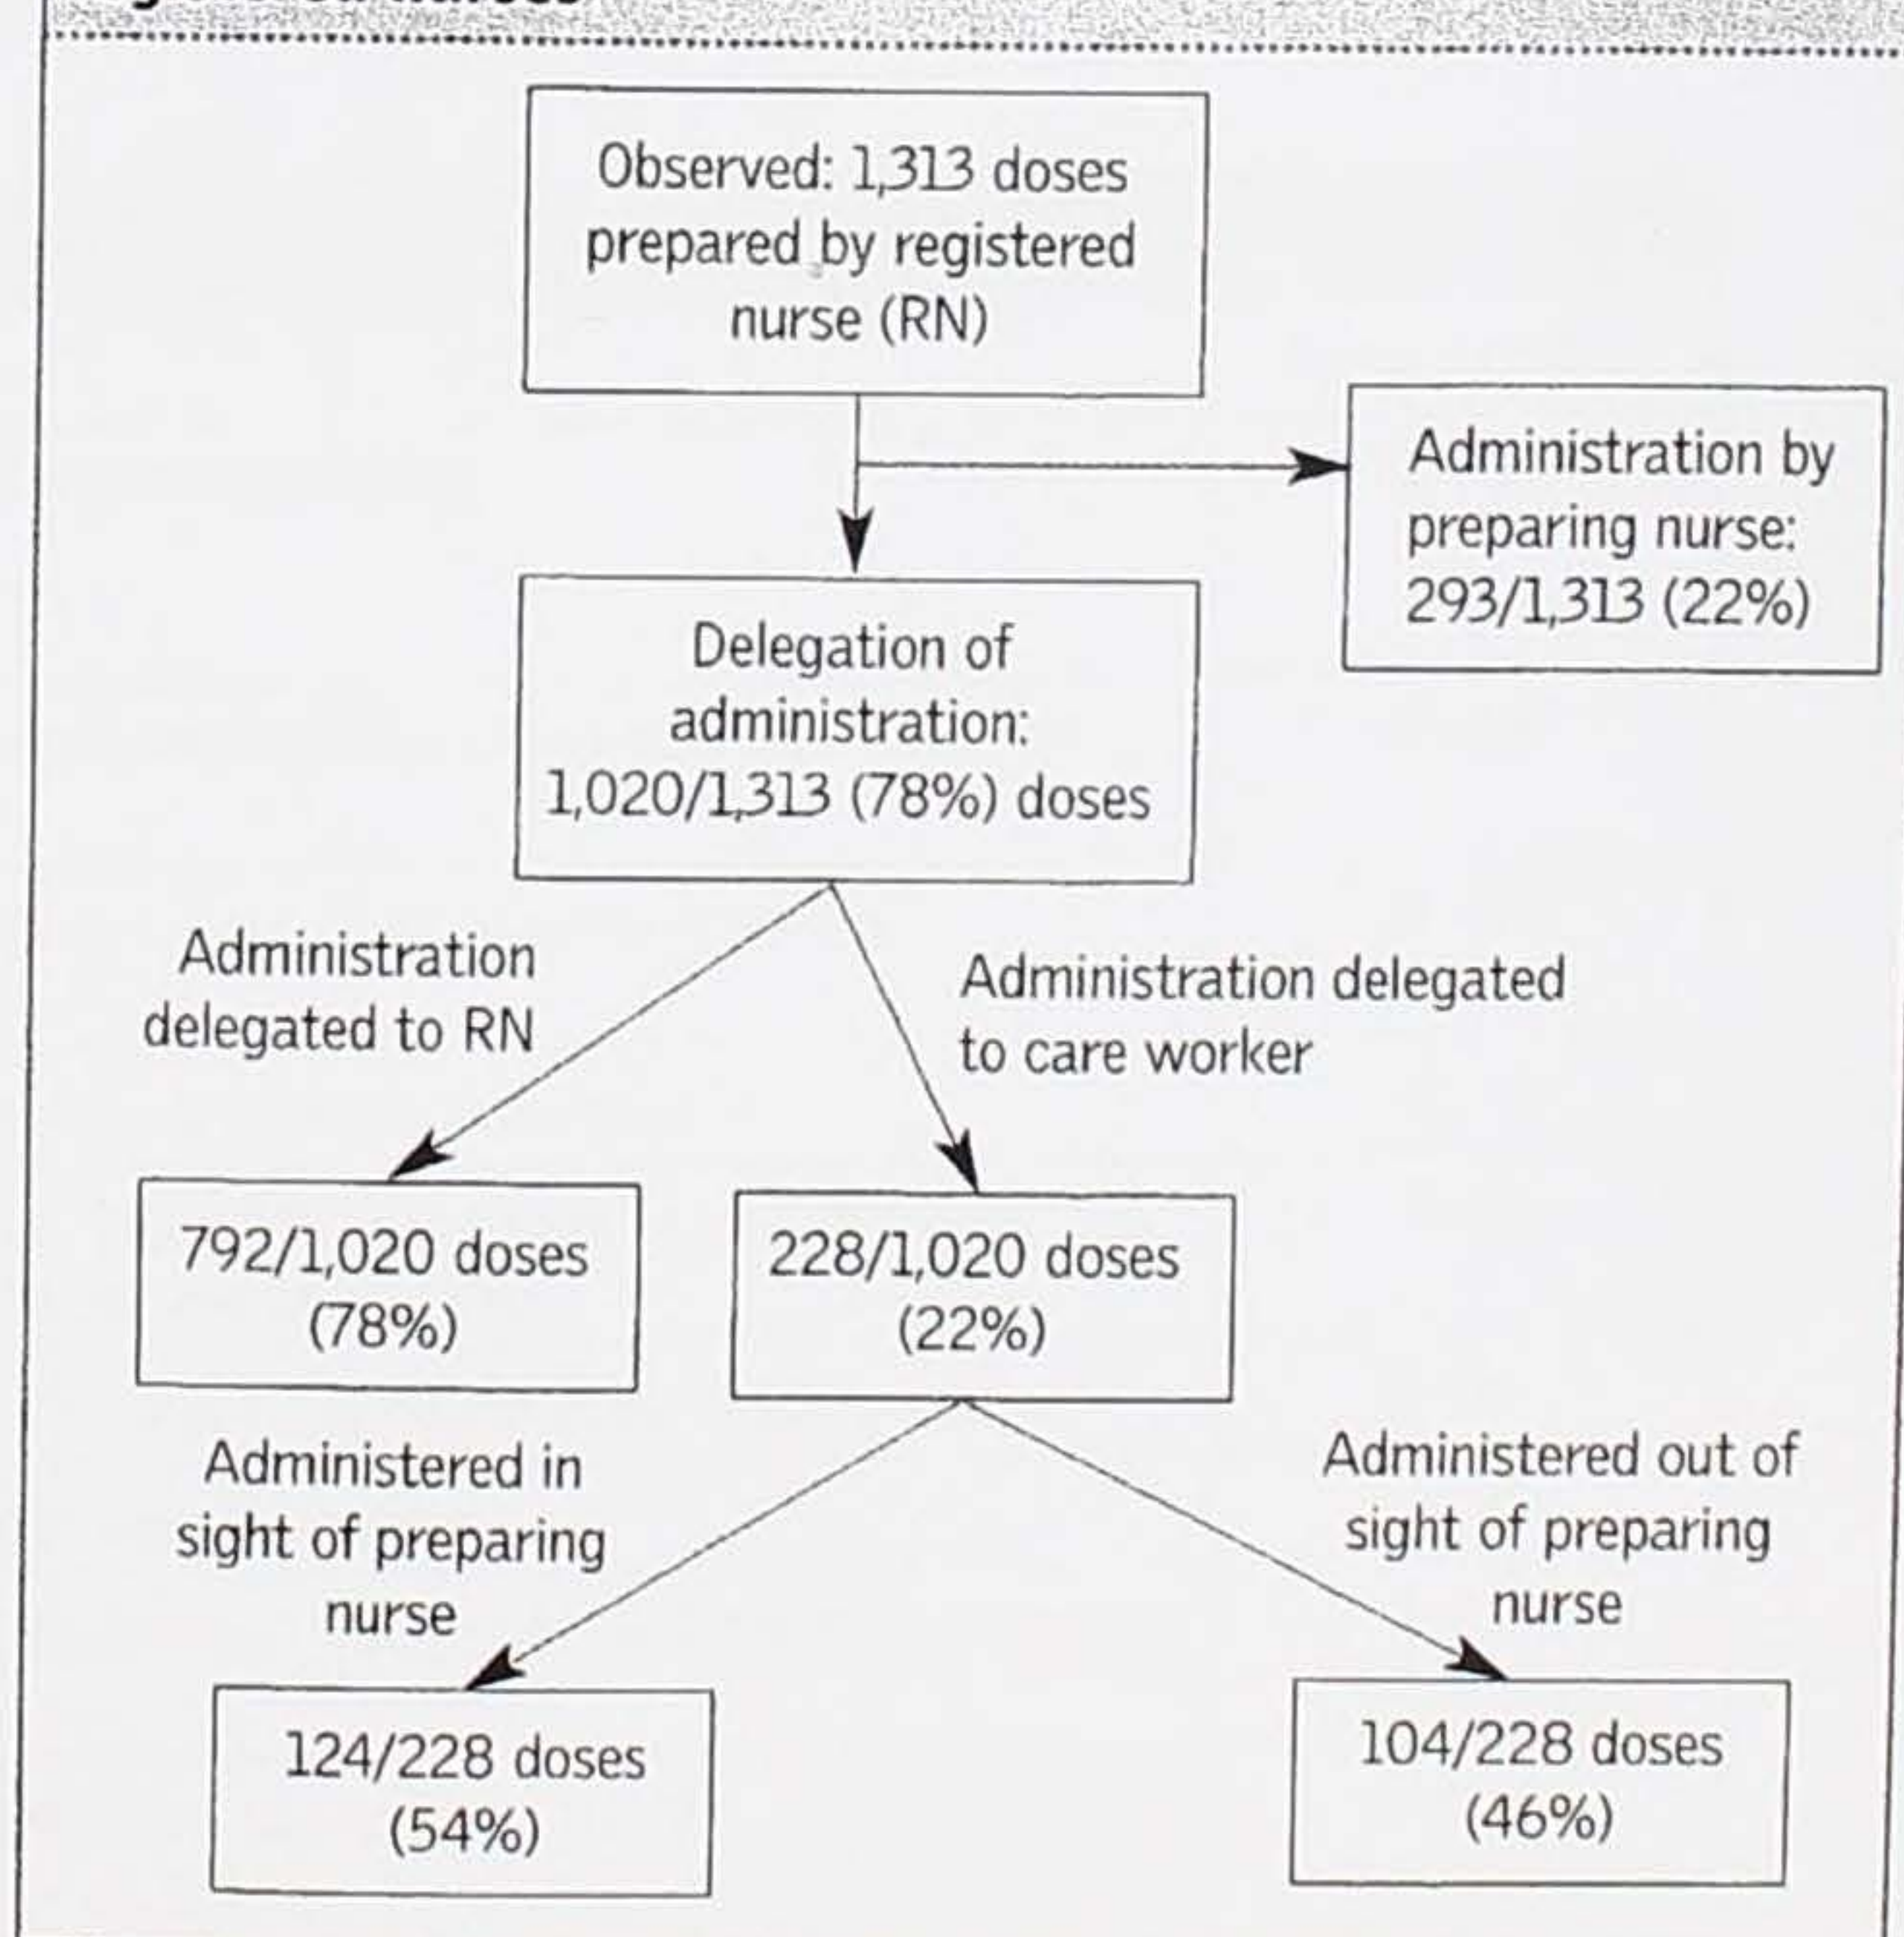 Observed: 1,313 doses
prepared by registered
nurse (RN)
Administration by
preparing nurse:
293/1,313 (22%)
Delegation of
administration:
1,020/1,313 (78%) doses
Administration
delegated to RN
Administration delegated
to care worker
792/1,020 doses
(78%)
228/1,020 doses
(22%)
Administered in
sight of preparing
nurse
Administered out of
sight of preparing
nurse
124/228 doses
(54%)
104/228 doses
(46%)